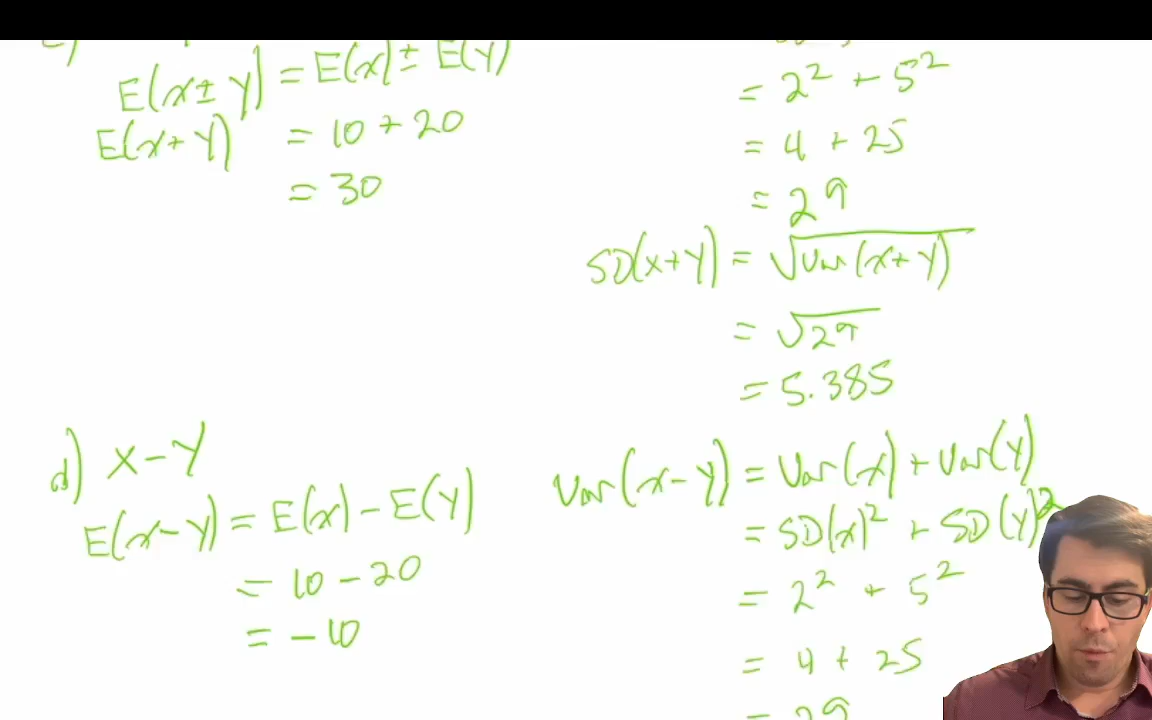 c)
E(x ± y) = E(x) ± E(y)
E(x + y) = 10 + 20
= 30
= 2² + 5²
= 4 + 25
= 29
SD(x+y) = √Var(x+y)
= √29
= 5.385
d) x - y
E(x - y) = E(x) - E(y)
= 10 - 20
= -10
Var(x - y) = Var(x) + Var(y)
= SD(x)² + SD(y)²
= 2² + 5²
= 4 + 25
= 29